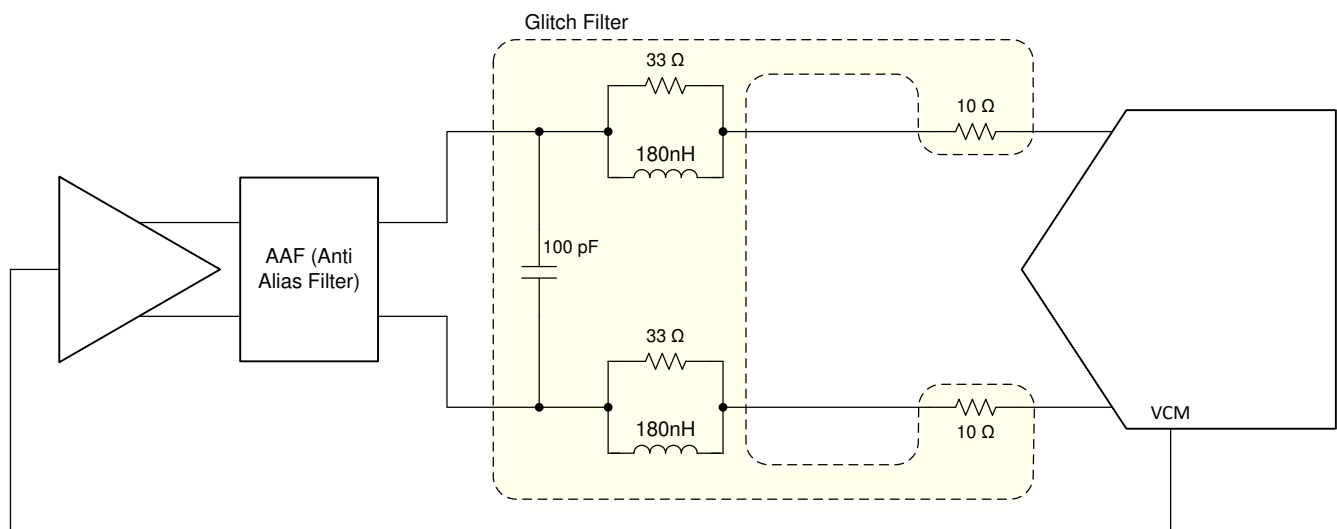 Glitch Filter
33 Ω
10 Ω
180nH
AAF (Anti
Alias Filter)
100 pF
33 Ω
180nH
10 Ω
VCM